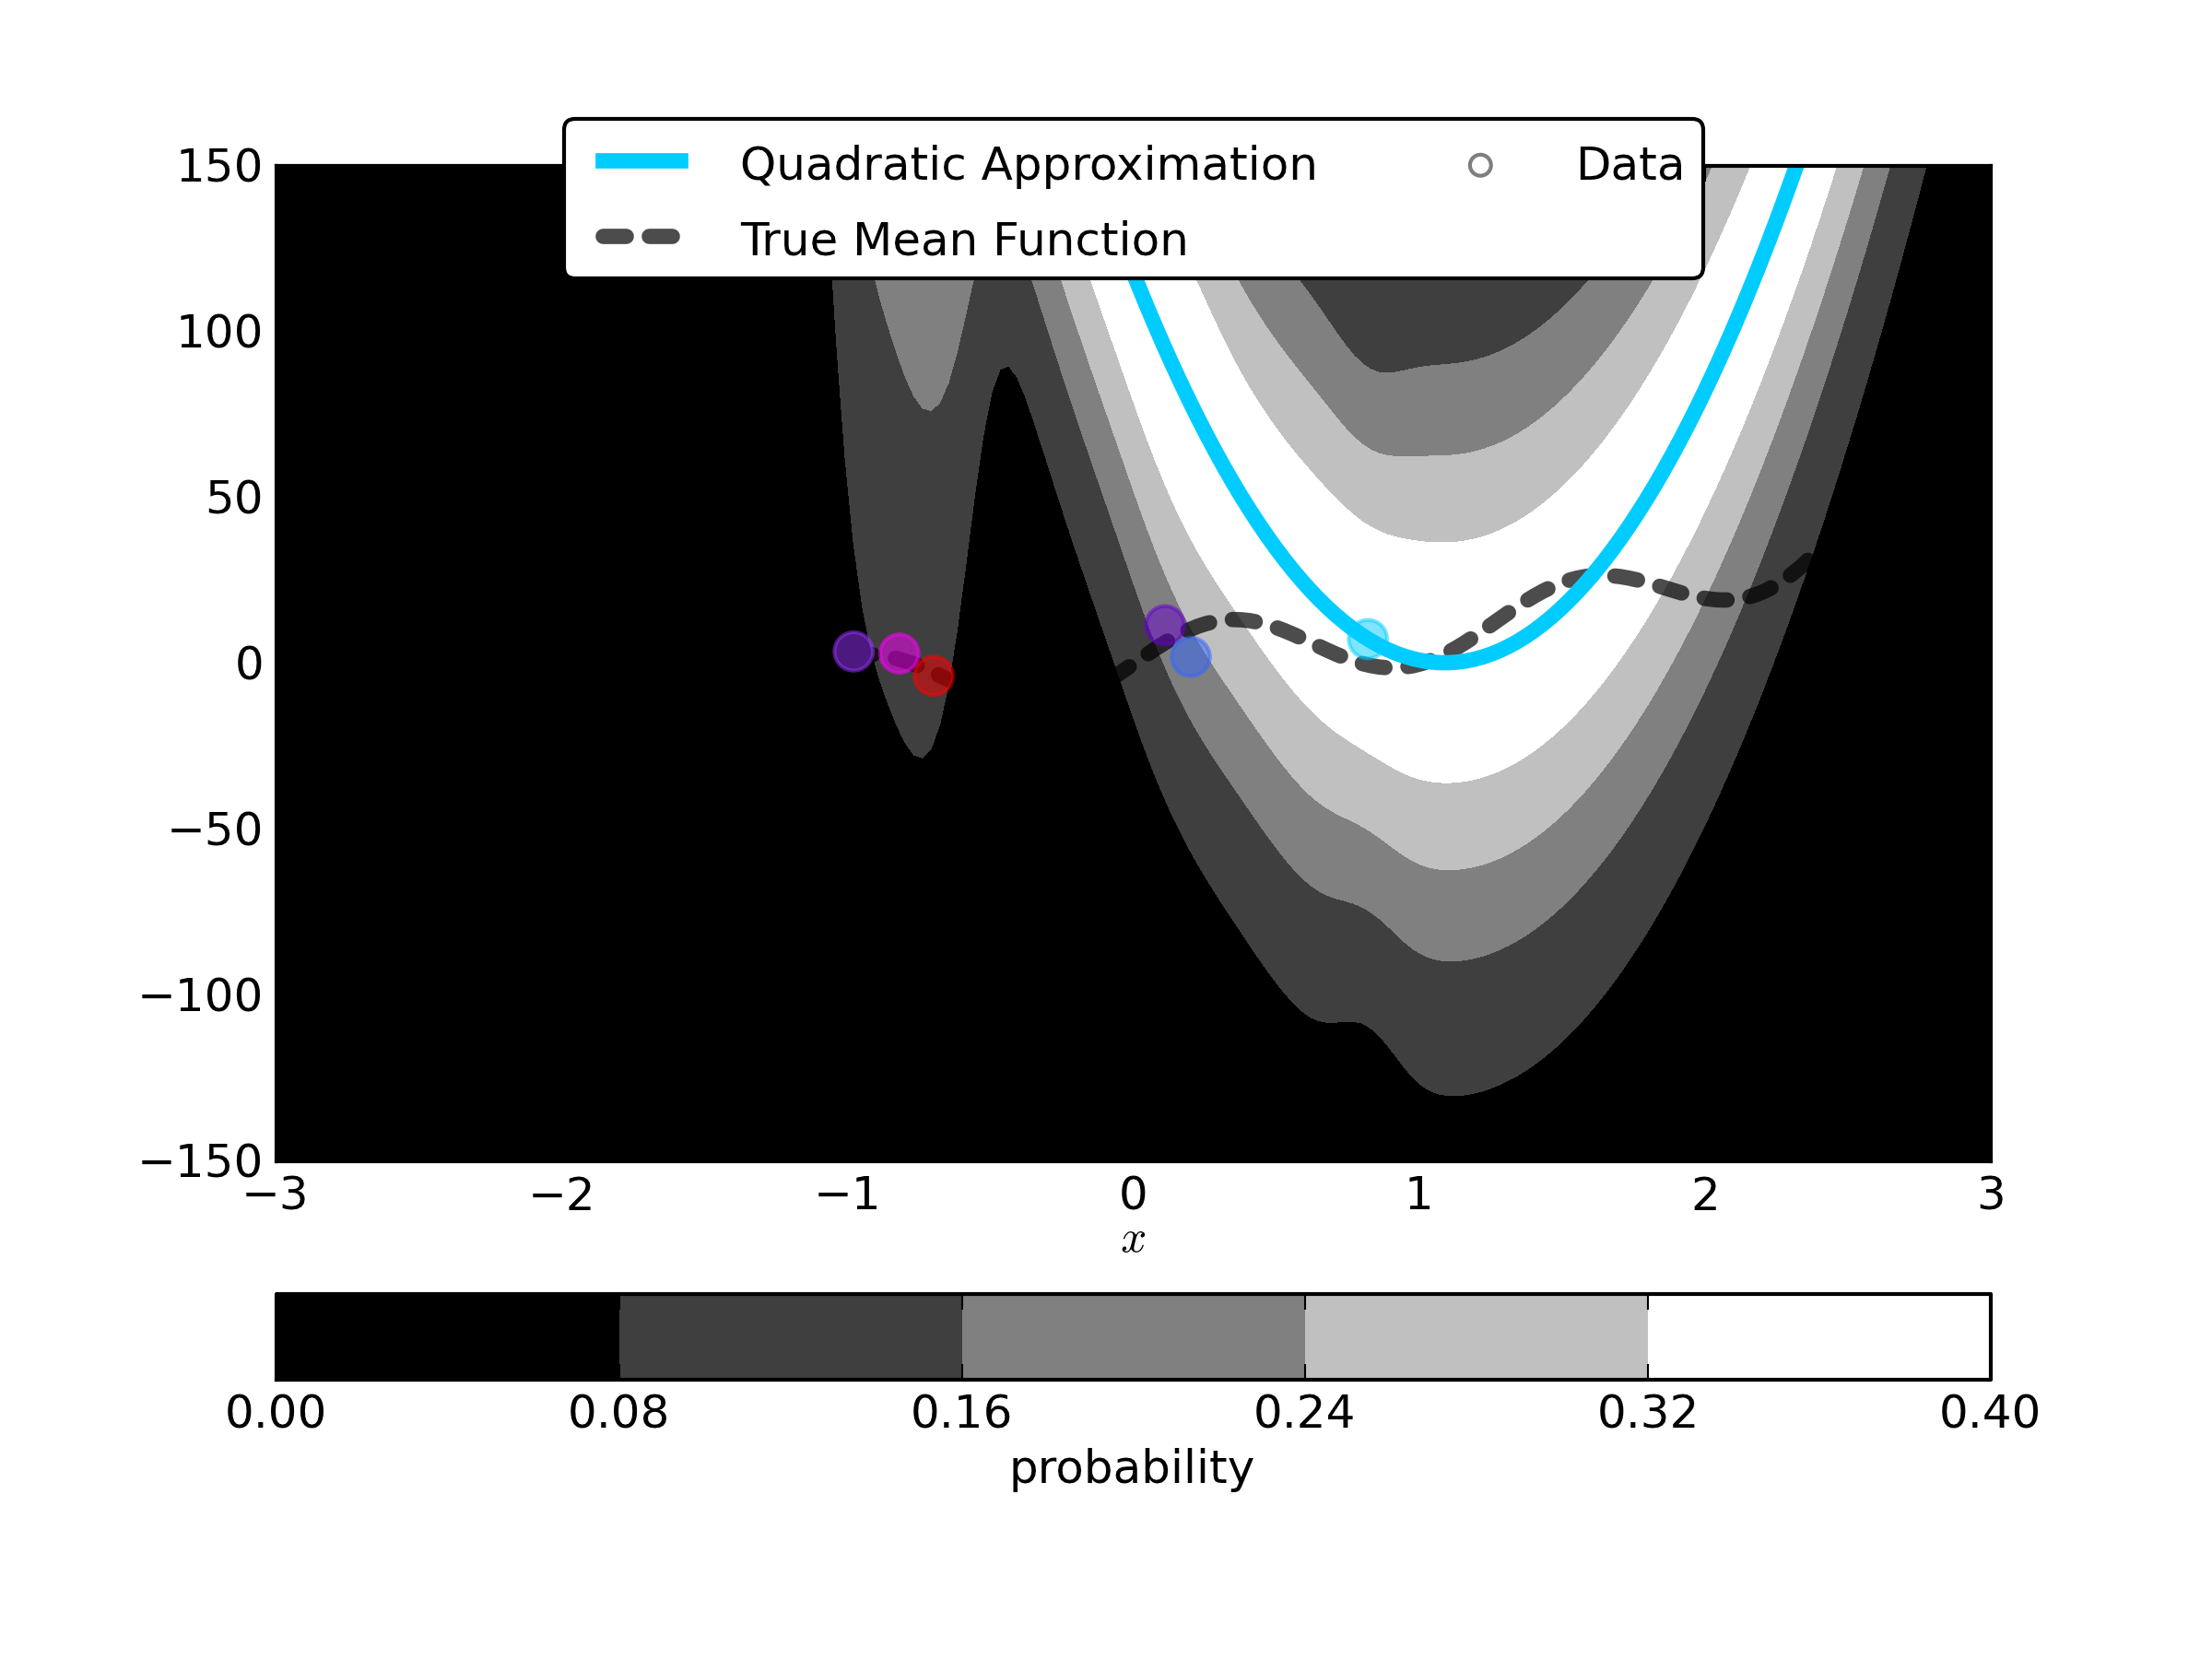 Quadratic Approximation
Data
True Mean Function
150
100
50
0
−50
−100
−150
−3 −2 −1 0 1 2 3
x
0.00 0.08 0.16 0.24 0.32 0.40
probability